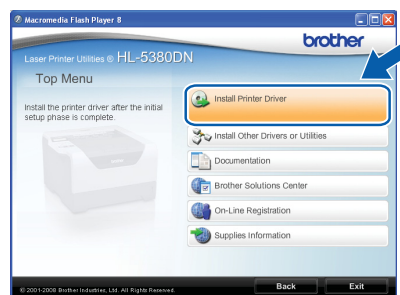 Macromedia Flash Player 8
brother
Laser Printer Utilities ® HL-5380DN
Top Menu
Install the printer driver after the initial
setup phase is complete.
Install Printer Driver
Install Other Drivers or Utilities
Documentation
Brother Solutions Center
On-Line Registration
Supplies Information
© 2001-2008 Brother Industries, Ltd. All Rights Reserved.
Back
Exit